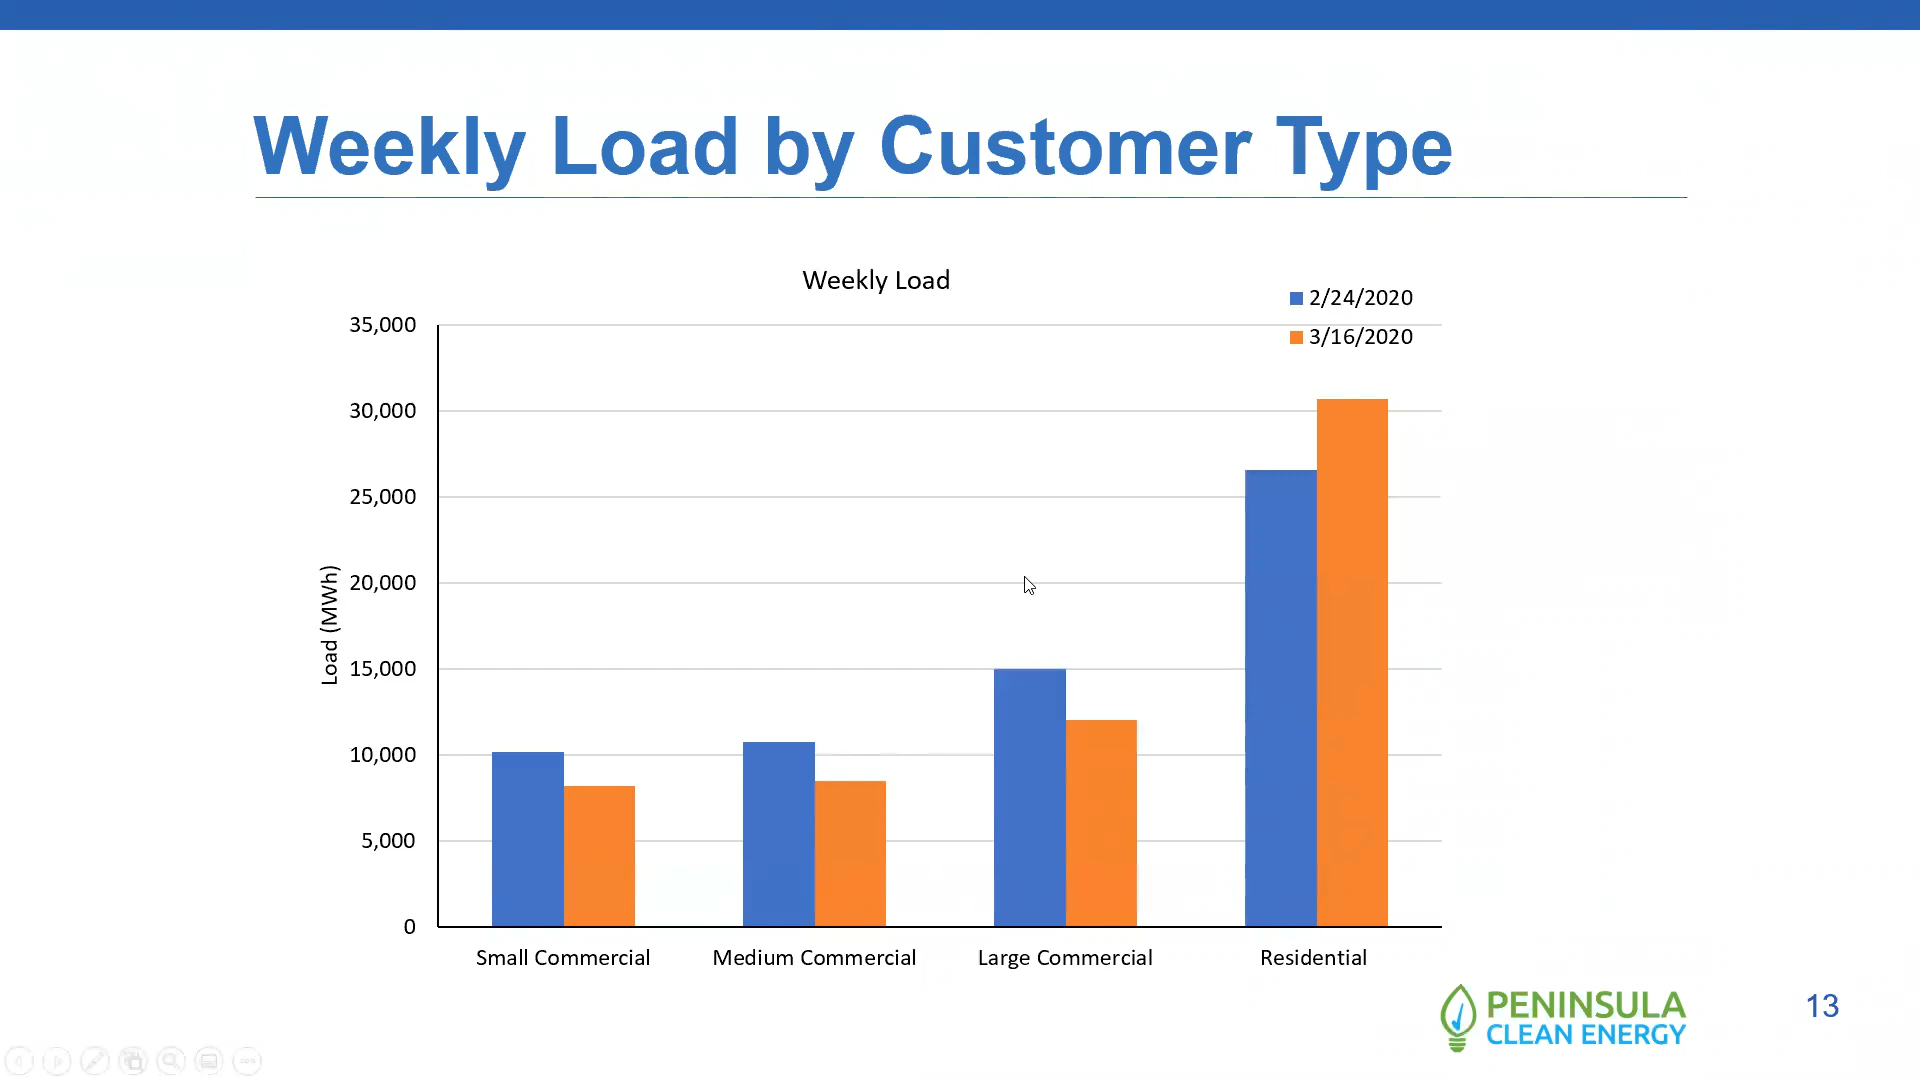 Weekly Load by Customer Type
Weekly Load
2/24/2020
3/16/2020
35,000
30,000
25,000
20,000
15,000
10,000
5,000
0
Load (MWh)
Small Commercial
Medium Commercial
Large Commercial
Residential
PENINSULA
CLEAN ENERGY
13